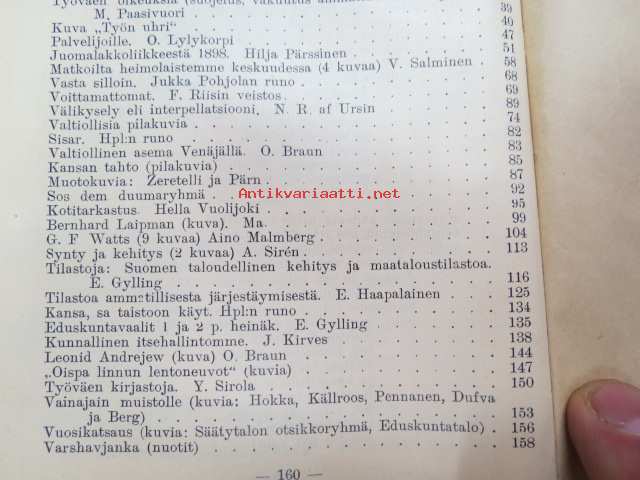 Työväen oikeuksia (suojelus, vakuutus
M. Paasivuori . . . 39
Kuva „Työn uhri“ . . . 40
Palvelijoille. O. Lylykorpi . . . 47
Juomalakkoliikkeestä 1898. Hilja Pärssinen . . . 51
Matkoilta heimolaistemme keskuudessa (4 kuvaa) V. Salminen . 58
Vasta silloin. Jukka Pohjolan runo . . . 68
Voittamattomat. F. Riisin veistos . . . 69
Välikysely eli interpellatsiooni. N. R. af Ursin . . . 89
Valtiollisia pilakuvia . . . 74
Sisar. Hpl:n runo . . . 82
Valtiollinen asema Venäjällä. O. Braun . . . 83
Kansan tahto (pilakuvia) . . . 85
Muotokuvia: Zeretelli ja Pärn . . . 87
Antikvariaatti.net
Sos dem duumaryhmä . . . 92
Kotitarkastus. Hella Vuolijoki . . . 95
Bernhard Laipman (kuva). Ma. . . . 99
G. F Watts (9 kuvaa) Aino Malmberg . . . 104
Synty ja kehitys (2 kuvaa) A. Sirén . . . 113
Tilastoja: Suomen taloudellinen kehitys ja maataloustilastoa.
E. Gylling . . . 116
Tilastoa ammatillisesta järjestäymisestä. E. Haapalainen . . . 125
Kansa, sa taistoon käyt. Hpl:n runo . . . 134
Eduskuntavaalit 1 ja 2 p. heinäk. E. Gylling . . . 135
Kunnallinen itsehallintomme. J. Kirves . . . 138
Leonid Andrejew (kuva) O. Braun . . . 144
„Oispa linnun lentoneuvot“ (kuvia) . . . 147
Työväen kirjastoja. Y. Sirola . . . 150
Vainajain muistolle (kuvia: Hokka, Källroos, Pennanen, Dufva
ja Berg) . . . 153
Vuosikatsaus (kuvia: Säätytalon otsikkoryhmä, Eduskuntatalo) . 156
Varshavjanka (nuotit) . . . 158
— 160 —